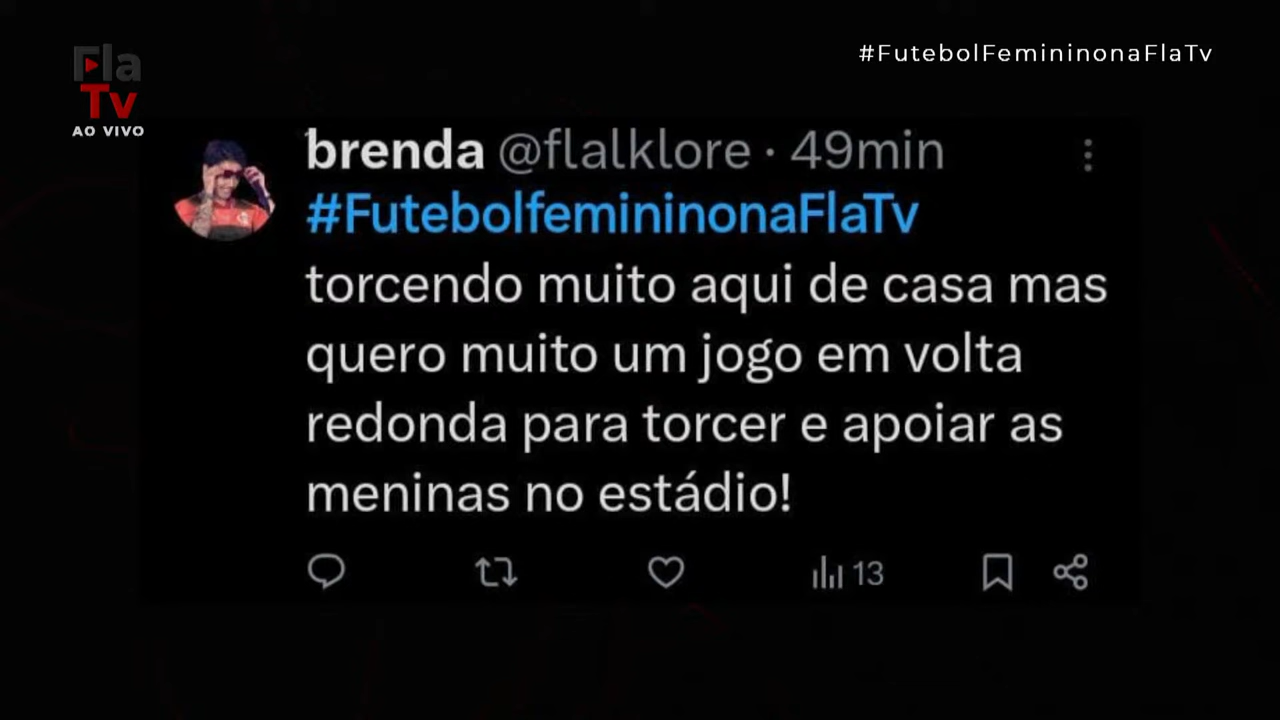 Fla
Tv
AO VIVO
#FutebolFemininonaFlaTv
brenda @flalklore · 49min
#FutebolfemininonaFlaTv
torcendo muito aqui de casa mas
quero muito um jogo em volta
redonda para torcer e apoiar as
meninas no estádio!
13